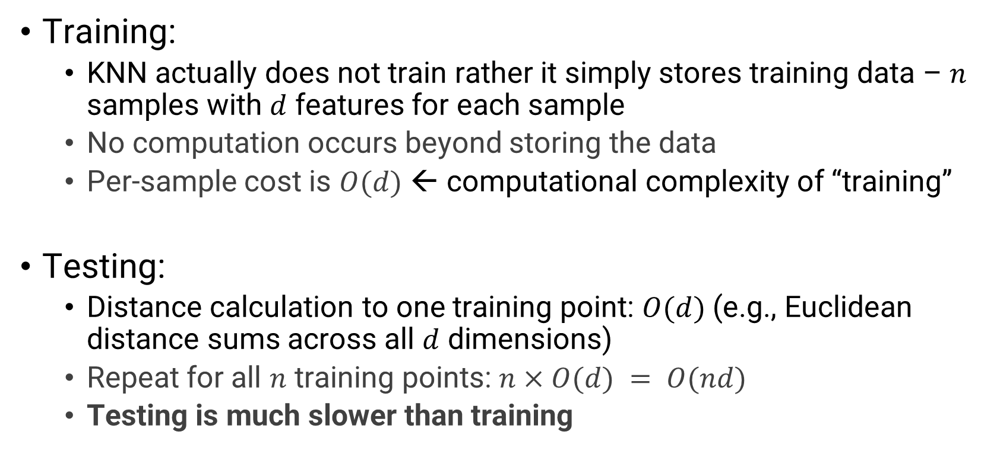 • Training:
• KNN actually does not train rather it simply stores training data – n
samples with d features for each sample
• No computation occurs beyond storing the data
• Per-sample cost is O(d) ← computational complexity of “training”
• Testing:
• Distance calculation to one training point: O(d) (e.g., Euclidean
distance sums across all d dimensions)
• Repeat for all n training points: n × O(d) = O(nd)
• Testing is much slower than training